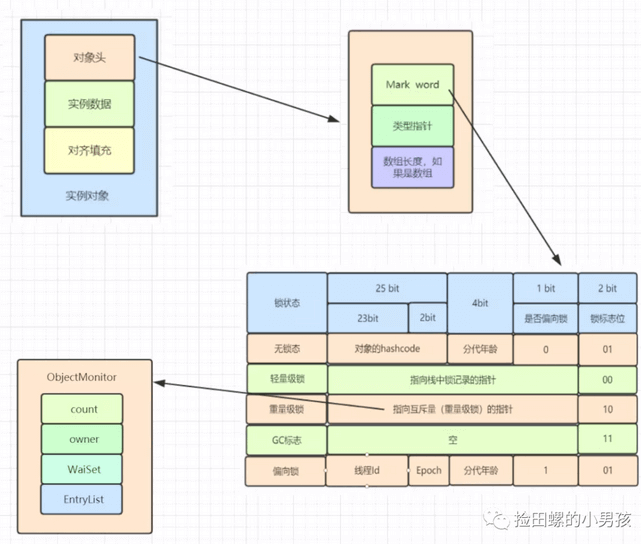 对象头
实例数据
对齐填充
实例对象
Mark word
类型指针
数组长度，如
果是数组
锁状态
25 bit
4bit
1 bit
2 bit
23bit
2bit
是否偏向锁
锁标志位
无锁态
对象的hashcode
分代年龄
0
01
轻量级锁
指向栈中锁记录的指针
00
重量级锁
指向互斥量（重量级锁）的指针
10
GC标志
空
11
偏向锁
线程Id
Epoch
分代年龄
1
01
ObjectMonitor
count
owner
WaiSet
EntryList
捡田螺的小男孩